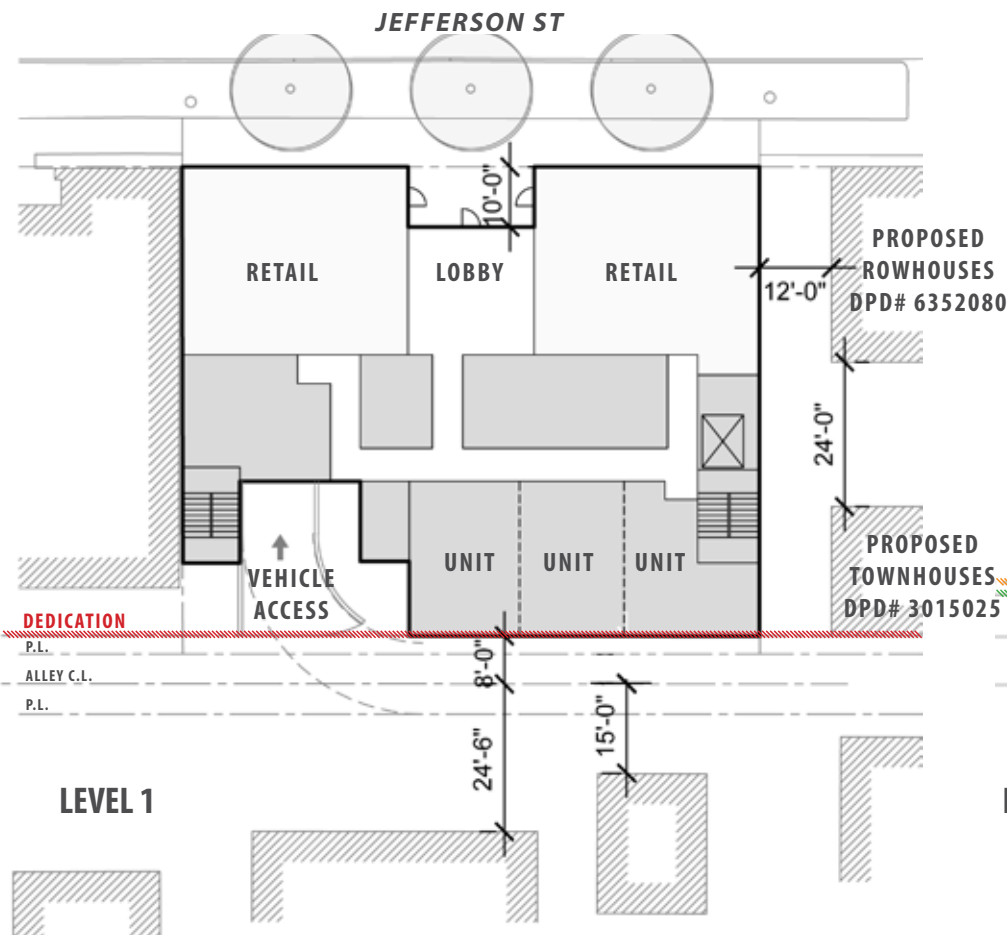 JEFFERSON ST
10'-0"
RETAIL
LOBBY
RETAIL
PROPOSED
ROWHOUSES
DPD# 6352080
12'-0"
24'-0"
UNIT
UNIT
UNIT
VEHICLE
ACCESS
PROPOSED
TOWNHOUSES
DPD# 3015025
DEDICATION
P.L.
ALLEY C.L.
P.L.
8'-0"
24'-6"
15'-0"
LEVEL 1